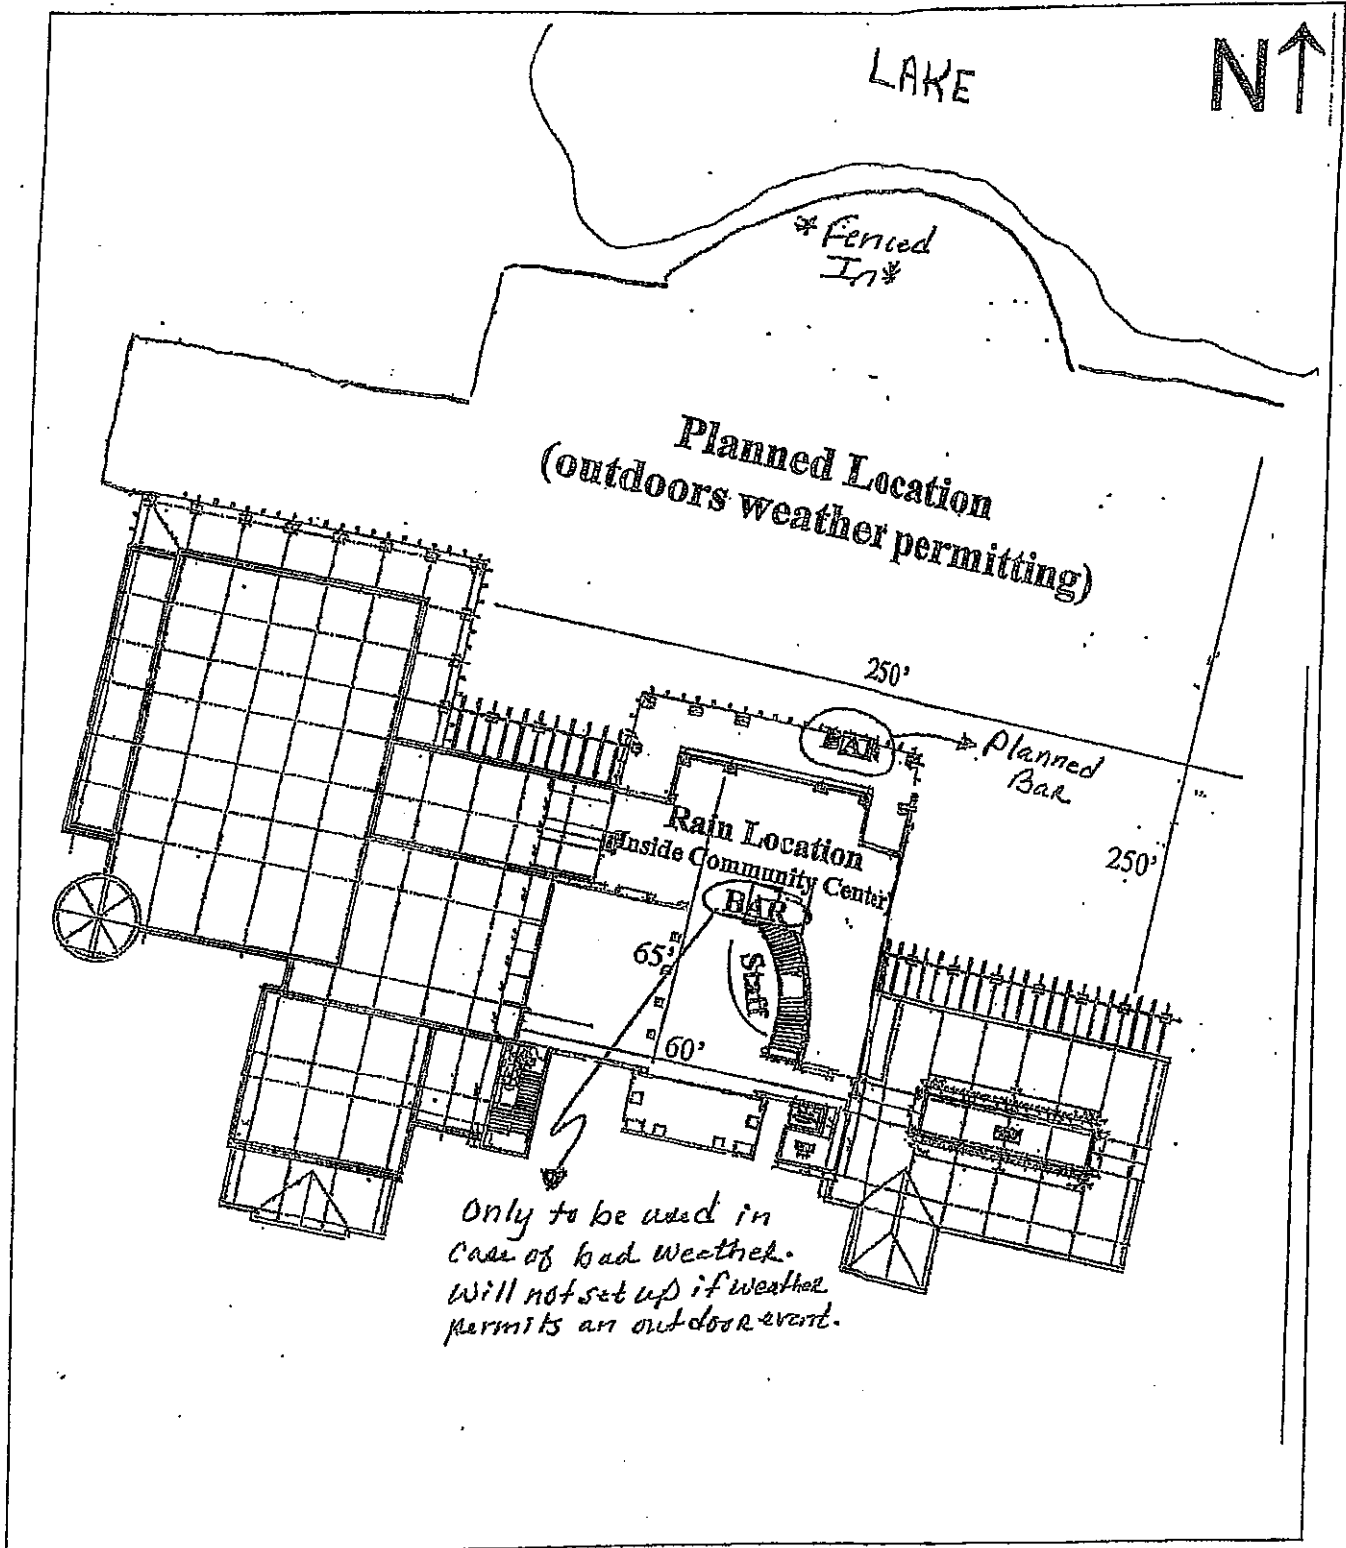 LAKE
N
* Fenced
In *
Planned Location
(outdoors weather permitting)
250'
BAR
Planned
Bar
Rain Location
Inside Community Center
250'
BAR
65'
Staff
60'
Only to be used in
case of bad weather.
Will not set up if weather
permits an outdoor event.